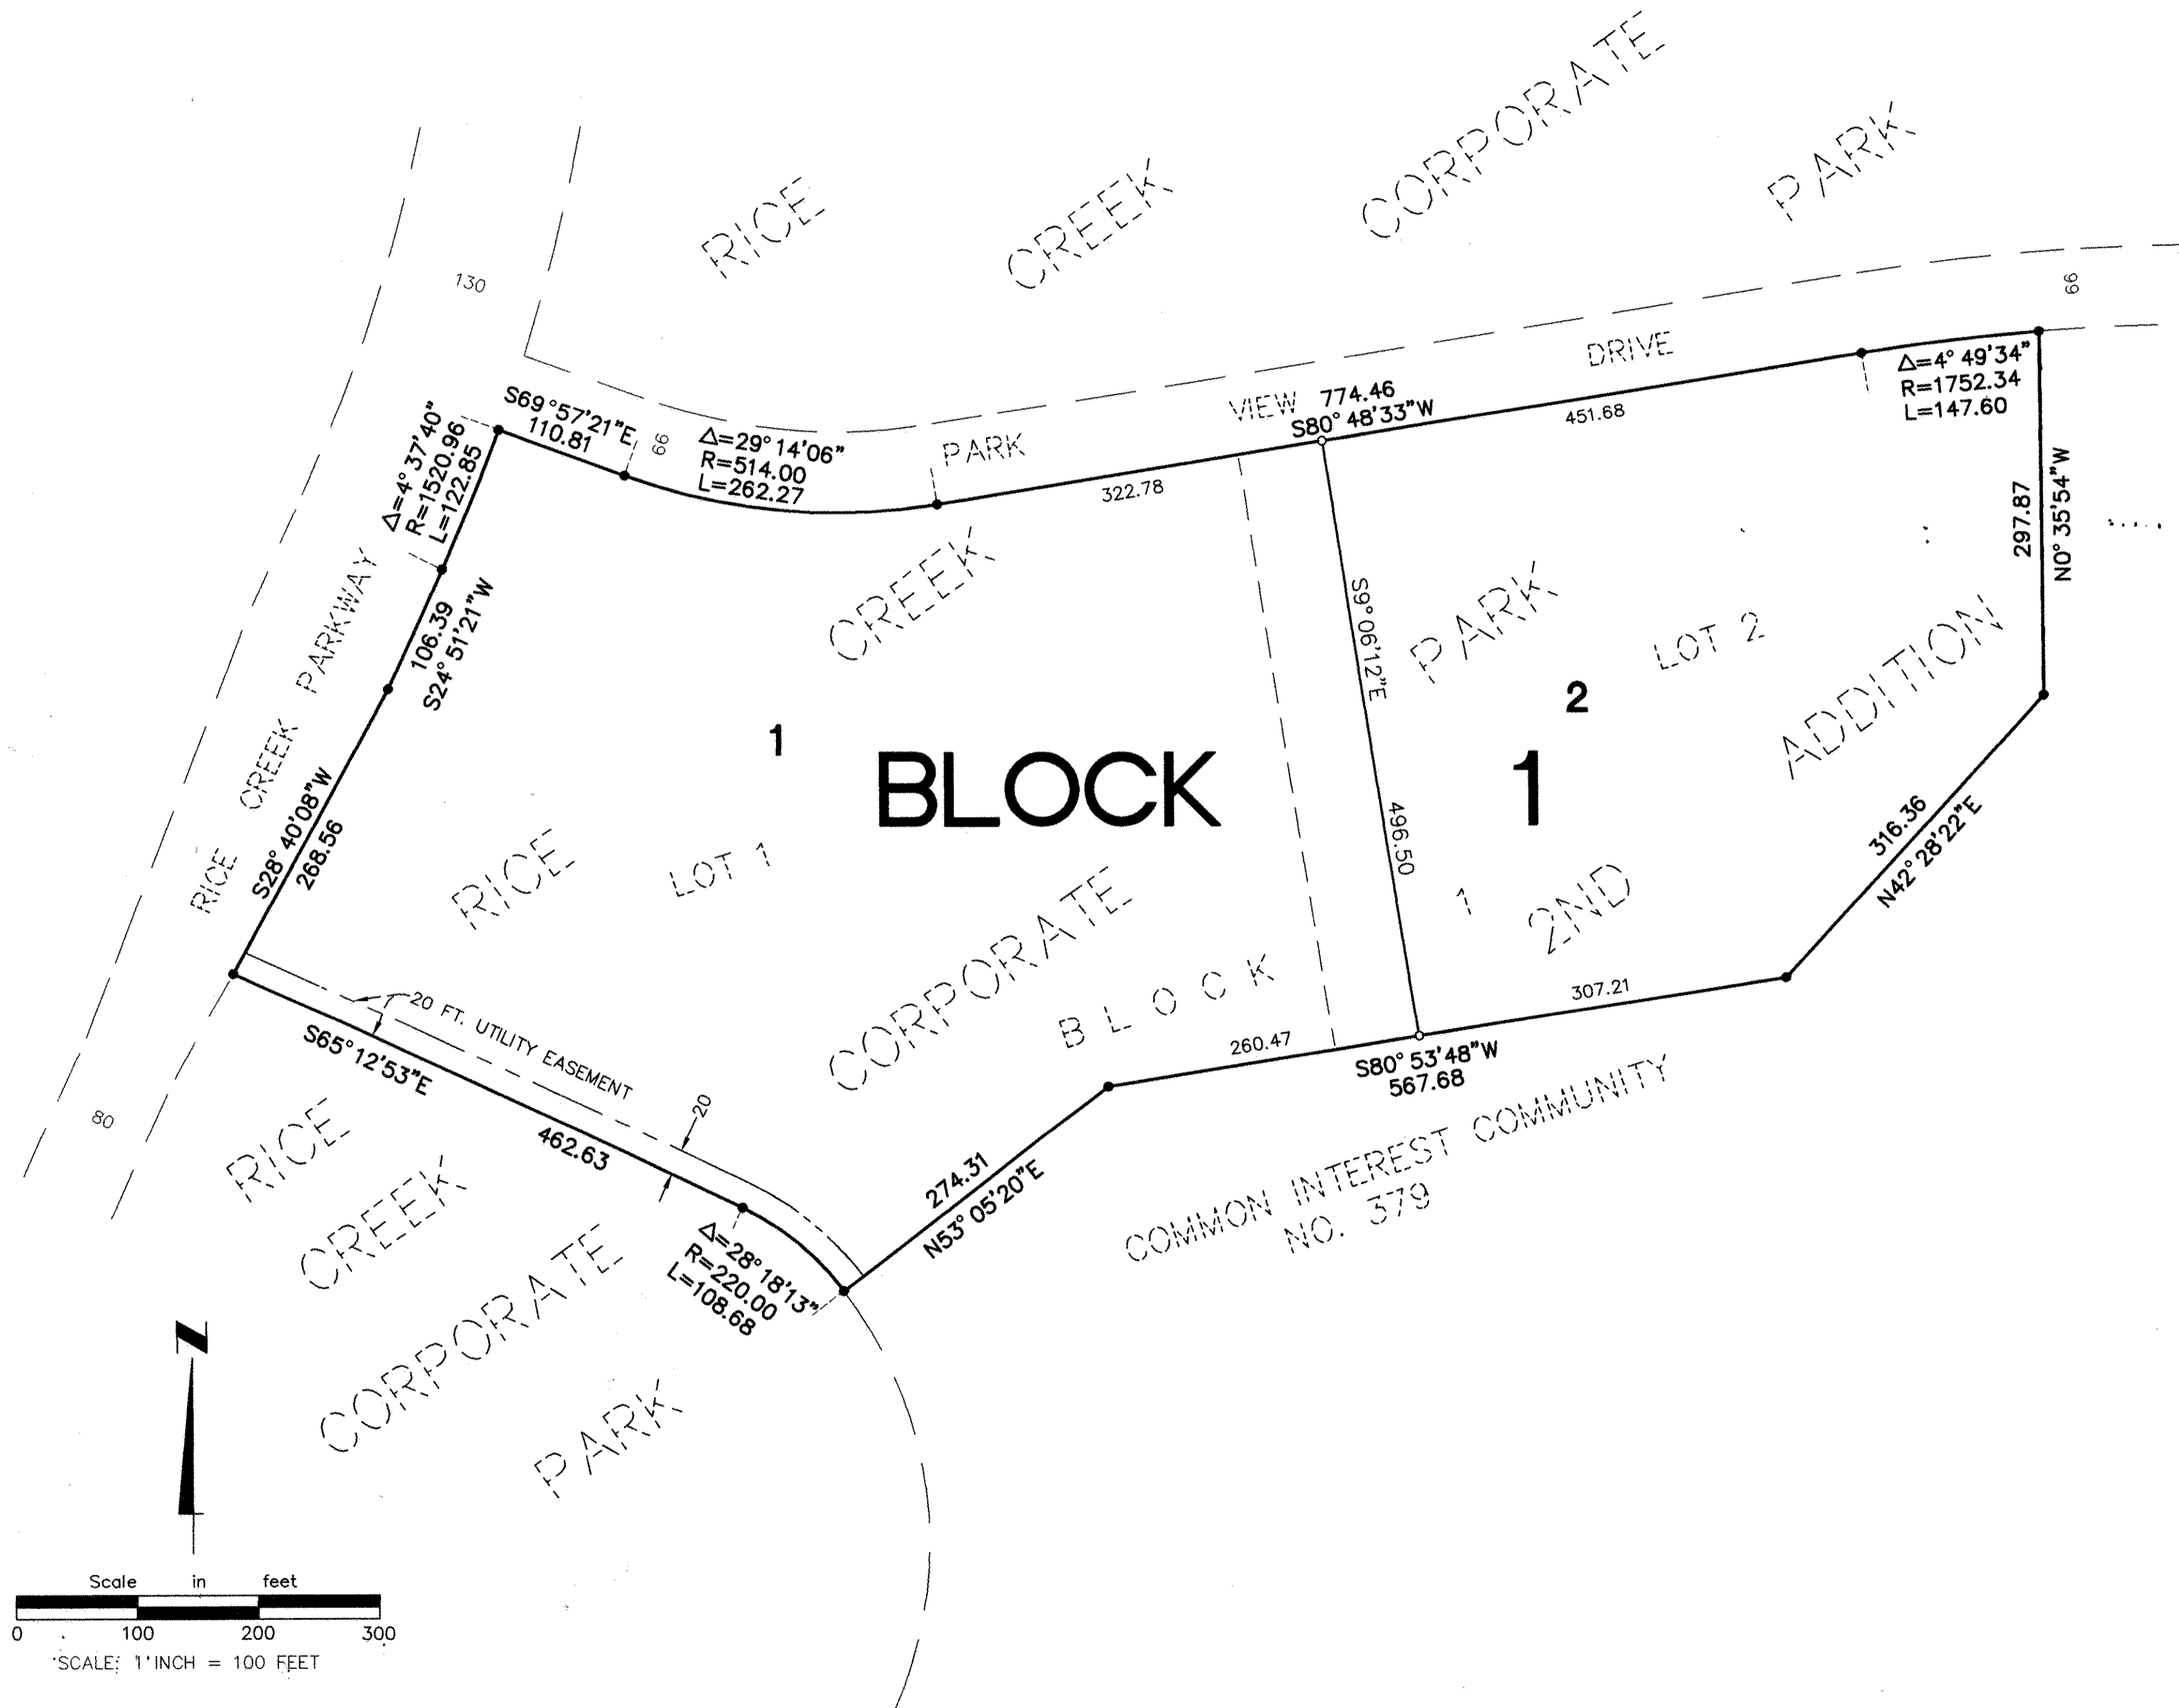 RICE CREEK CORPORATE PARK
130
66
DRIVE
VIEW
PARK
774.46
S80°48'33"W
451.68
322.78
Δ=4°49'34"
R=1752.34
L=147.60
S69°57'21"E
110.81
66
Δ=29°14'06"
R=514.00
L=262.27
Δ=4°37'40"
R=1520.96
L=122.85
106.39
S24°51'21"W
RICE CREEK PARKWAY
S28°40'08"W
268.56
297.87
N0°35'54"W
S9°06'12"E
496.50
RICE CREEK CORPORATE PARK
2ND ADDITION
LOT 2
2
1
BLOCK 1
LOT 1
BLOCK 1
316.36
N42°28'22"E
307.21
260.47
S80°53'48"W
567.68
20 FT. UTILITY EASEMENT
20
S65°12'53"E
462.63
80
274.31
N53°05'20"E
Δ=28°18'13"
R=220.00
L=108.68
COMMON INTEREST COMMUNITY
NO. 379
RICE
CREEK
CORPORATE
PARK
N
Scale in feet
0 100 200 300
SCALE: 1 INCH = 100 FEET